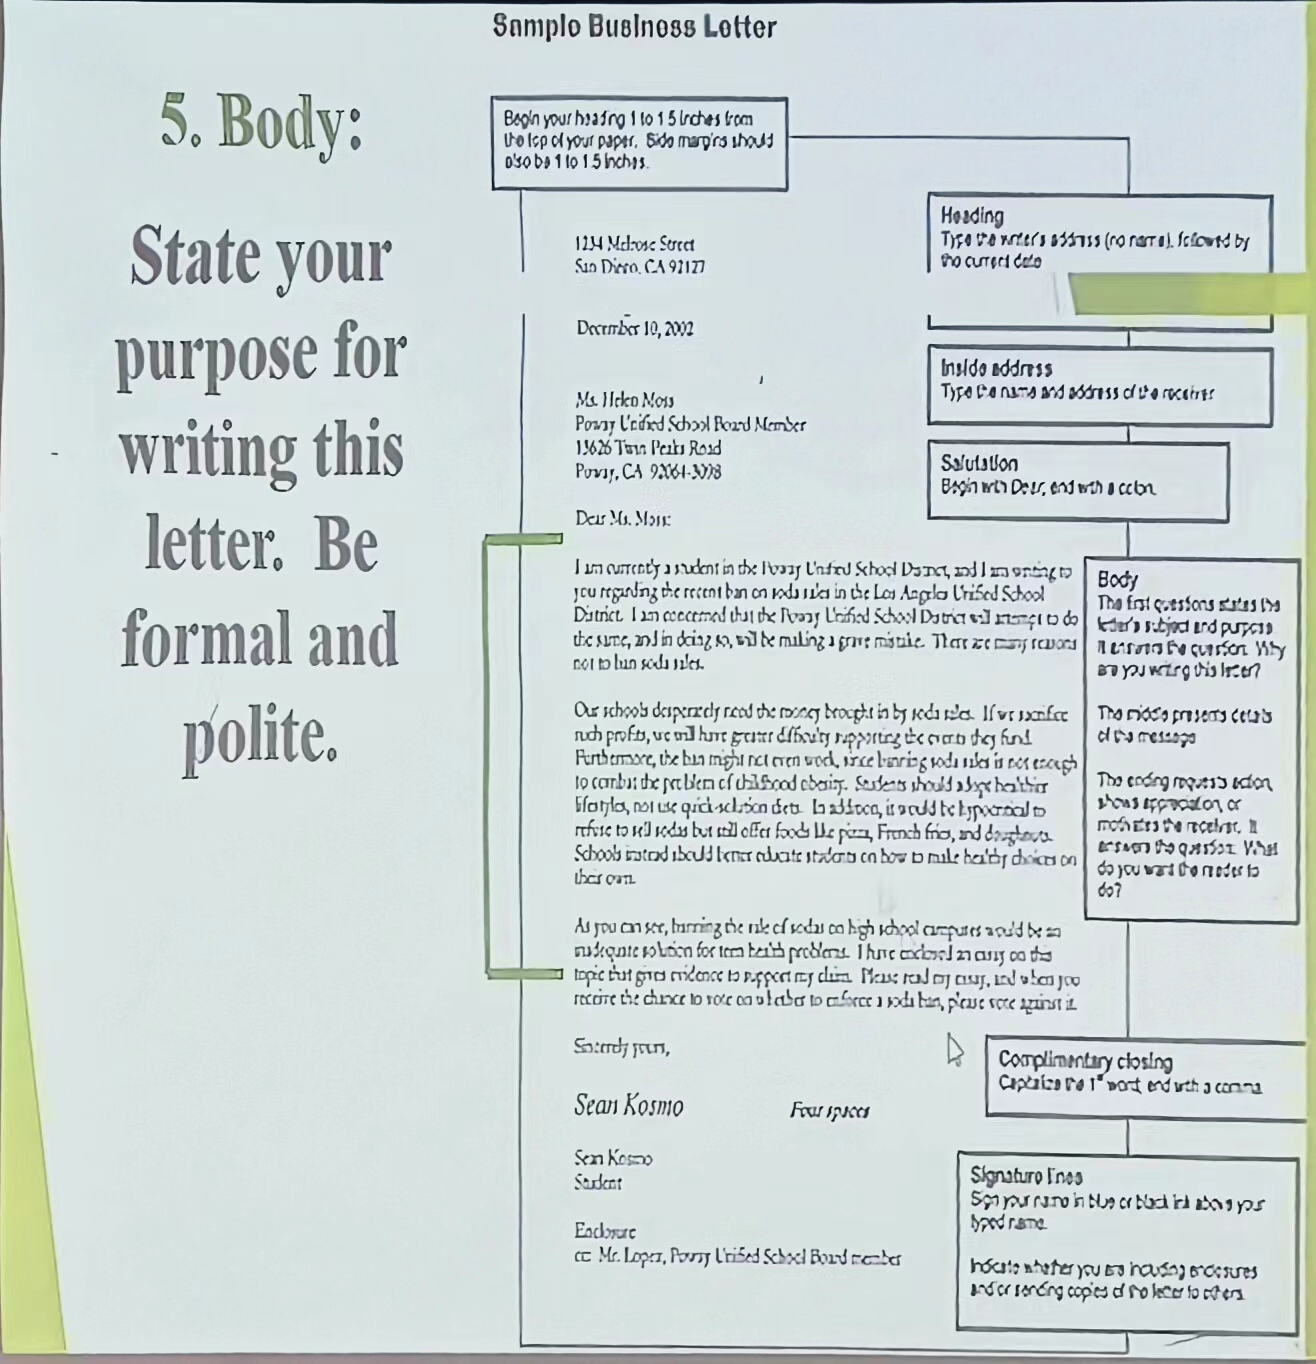 Sample Business Letter
5. Body:
State your
purpose for
writing this
letter. Be
formal and
polite.
Begin your heading 1 to 1.5 inches from
the top of your paper. Side margins should
also be 1 to 1.5 inches.
Heading
Type the writer's address (no name), followed by
the current date
1234 Melrose Street
San Diego, CA 92127
December 10, 2002
Inside address
Type the name and address of the receiver
Ms. Helen Moss
Poway Unified School Board Member
15626 Twin Peaks Road
Poway, CA 92064-3098
Salutation
Begin with Dear, end with a colon.
Dear Ms. Moss:
I am currently a student in the Poway Unified School District, and I am writing to
you regarding the recent ban on soda sales in the Los Angeles Unified School
District. I am concerned that the Poway Unified School District will attempt to do
the same, and in doing so, will be making a grave mistake. There are many reasons
not to ban soda sales.
Our schools desperately need the money brought in by soda sales. If we sacrifice
such profits, we will have greater difficulty supporting the events they fund.
Furthermore, the ban might not even work, since banning soda sales is not enough
to combat the problem of childhood obesity. Students should adopt healthier
lifestyles, not use quick-solution diets. In addition, it would be hypocritical to
refuse to sell sodas but still offer foods like pizza, French fries, and doughnuts.
Schools instead should better educate students on how to make healthy choices on
their own.
As you can see, banning the sale of sodas on high school campuses would be an
inadequate solution for teen health problems. I have enclosed an essay on this
topic that gives evidence to support my claim. Please read my essay, and when you
receive the chance to vote on whether to enforce a soda ban, please vote against it.
Body
The first questions states the
letter's subject and purpose.
It answers the question: Why
are you writing this letter?
The middle presents details
of the message
The ending requests action,
shows appreciation, or
motivates the receiver. It
answers the question: What
do you want the reader to
do?
Sincerely yours,
Complimentary closing
Capitalize the 1st word, end with a comma
Sean Kosmo
Four spaces
Sean Kosmo
Student
Signature lines
Sign your name in blue or black ink above your
typed name.
Indicate whether you are including enclosures
and/or sending copies of the letter to others.
Enclosure
cc: Mr. Lopez, Poway Unified School Board member